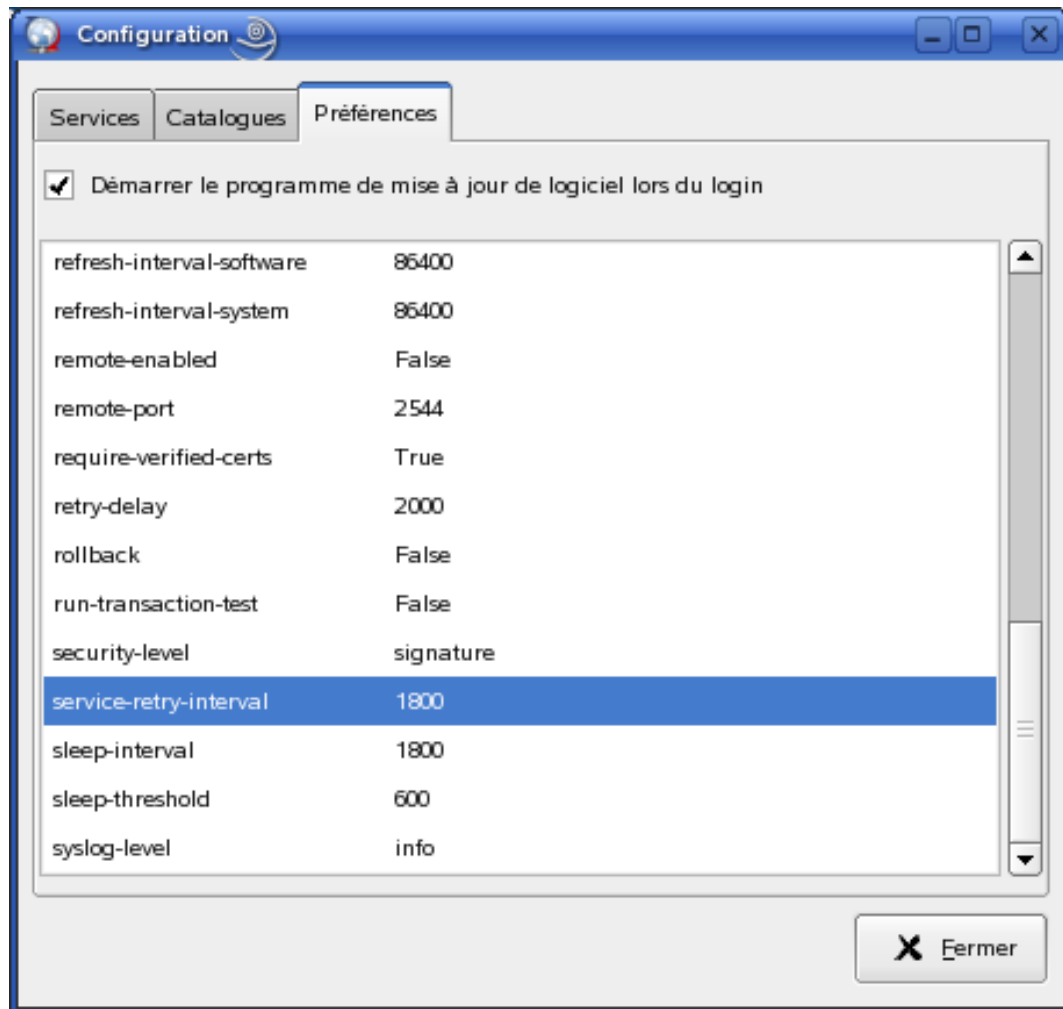 Configuration
Services Catalogues Préférences
Démarrer le programme de mise à jour de logiciel lors du login
refresh-interval-software 86400
refresh-interval-system 86400
remote-enabled False
remote-port 2544
require-verified-certs True
retry-delay 2000
rollback False
run-transaction-test False
security-level signature
service-retry-interval 1800
sleep-interval 1800
sleep-threshold 600
syslog-level info
Fermer